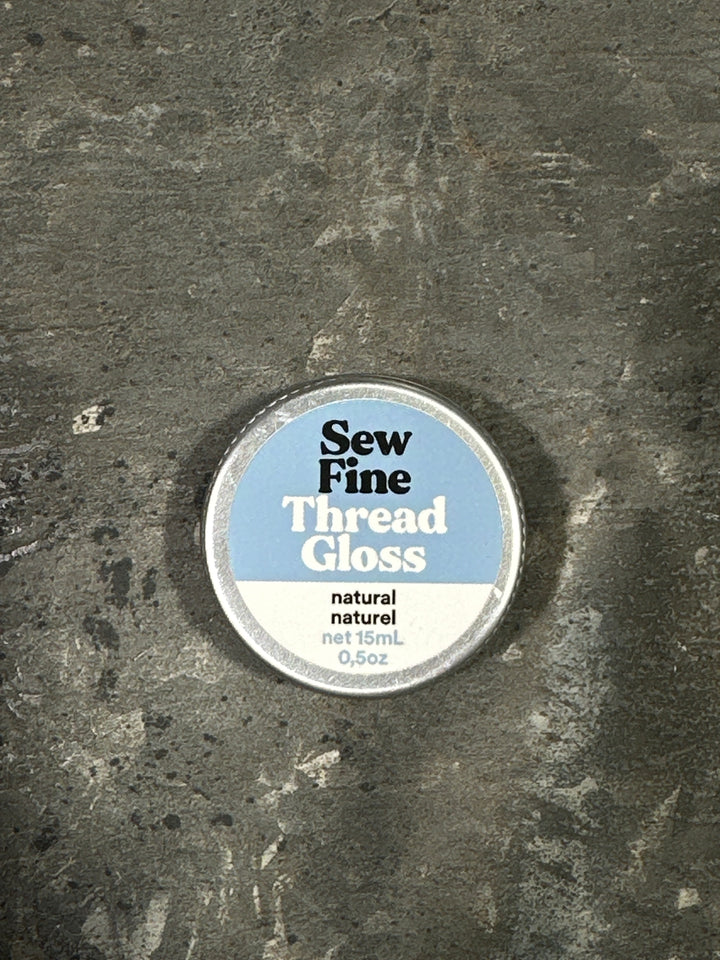 Sew
Fine
Thread
Gloss
natural
naturel
net 15mL
0,5oz